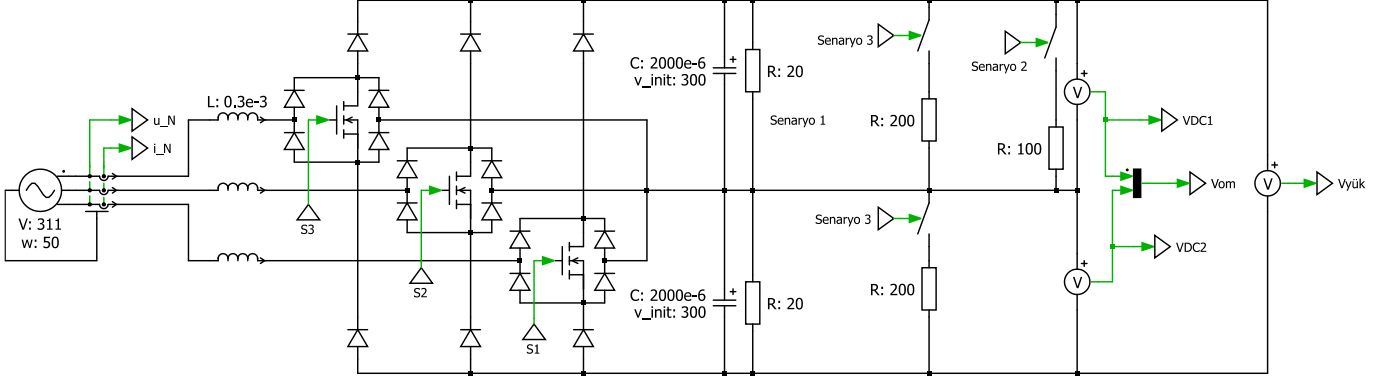 u_N
i_N
V: 311
w: 50
L: 0.3e-3
S3
S2
S1
C: 2000e-6
v_init: 300
R: 20
C: 2000e-6
v_init: 300
R: 20
Senaryo 1
Senaryo 3
R: 200
Senaryo 3
R: 200
Senaryo 2
R: 100
+
V
+
V
+
V
+
+
VDC1
Vom
VDC2
Vyük